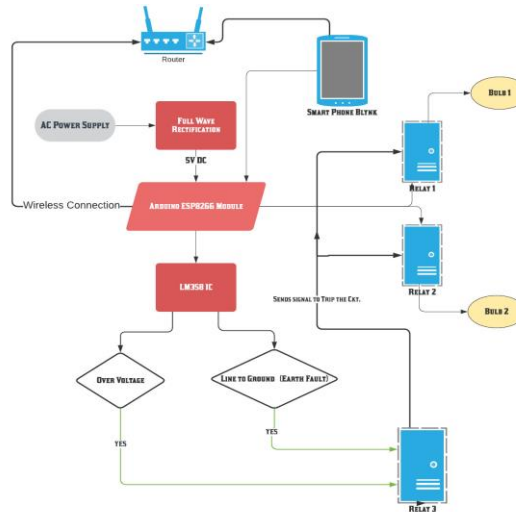 Router
Smart Phone Blynk
Bulb 1
AC Power Supply
Full Wave
Rectification
5V DC
Relay 1
Wireless Connection
Arduino ESP8266 Module
LM358 IC
Sends signal to Trip the Ckt.
Relay 2
Bulb 2
Over Voltage
Line to Ground (Earth Fault)
YES
YES
Relay 3